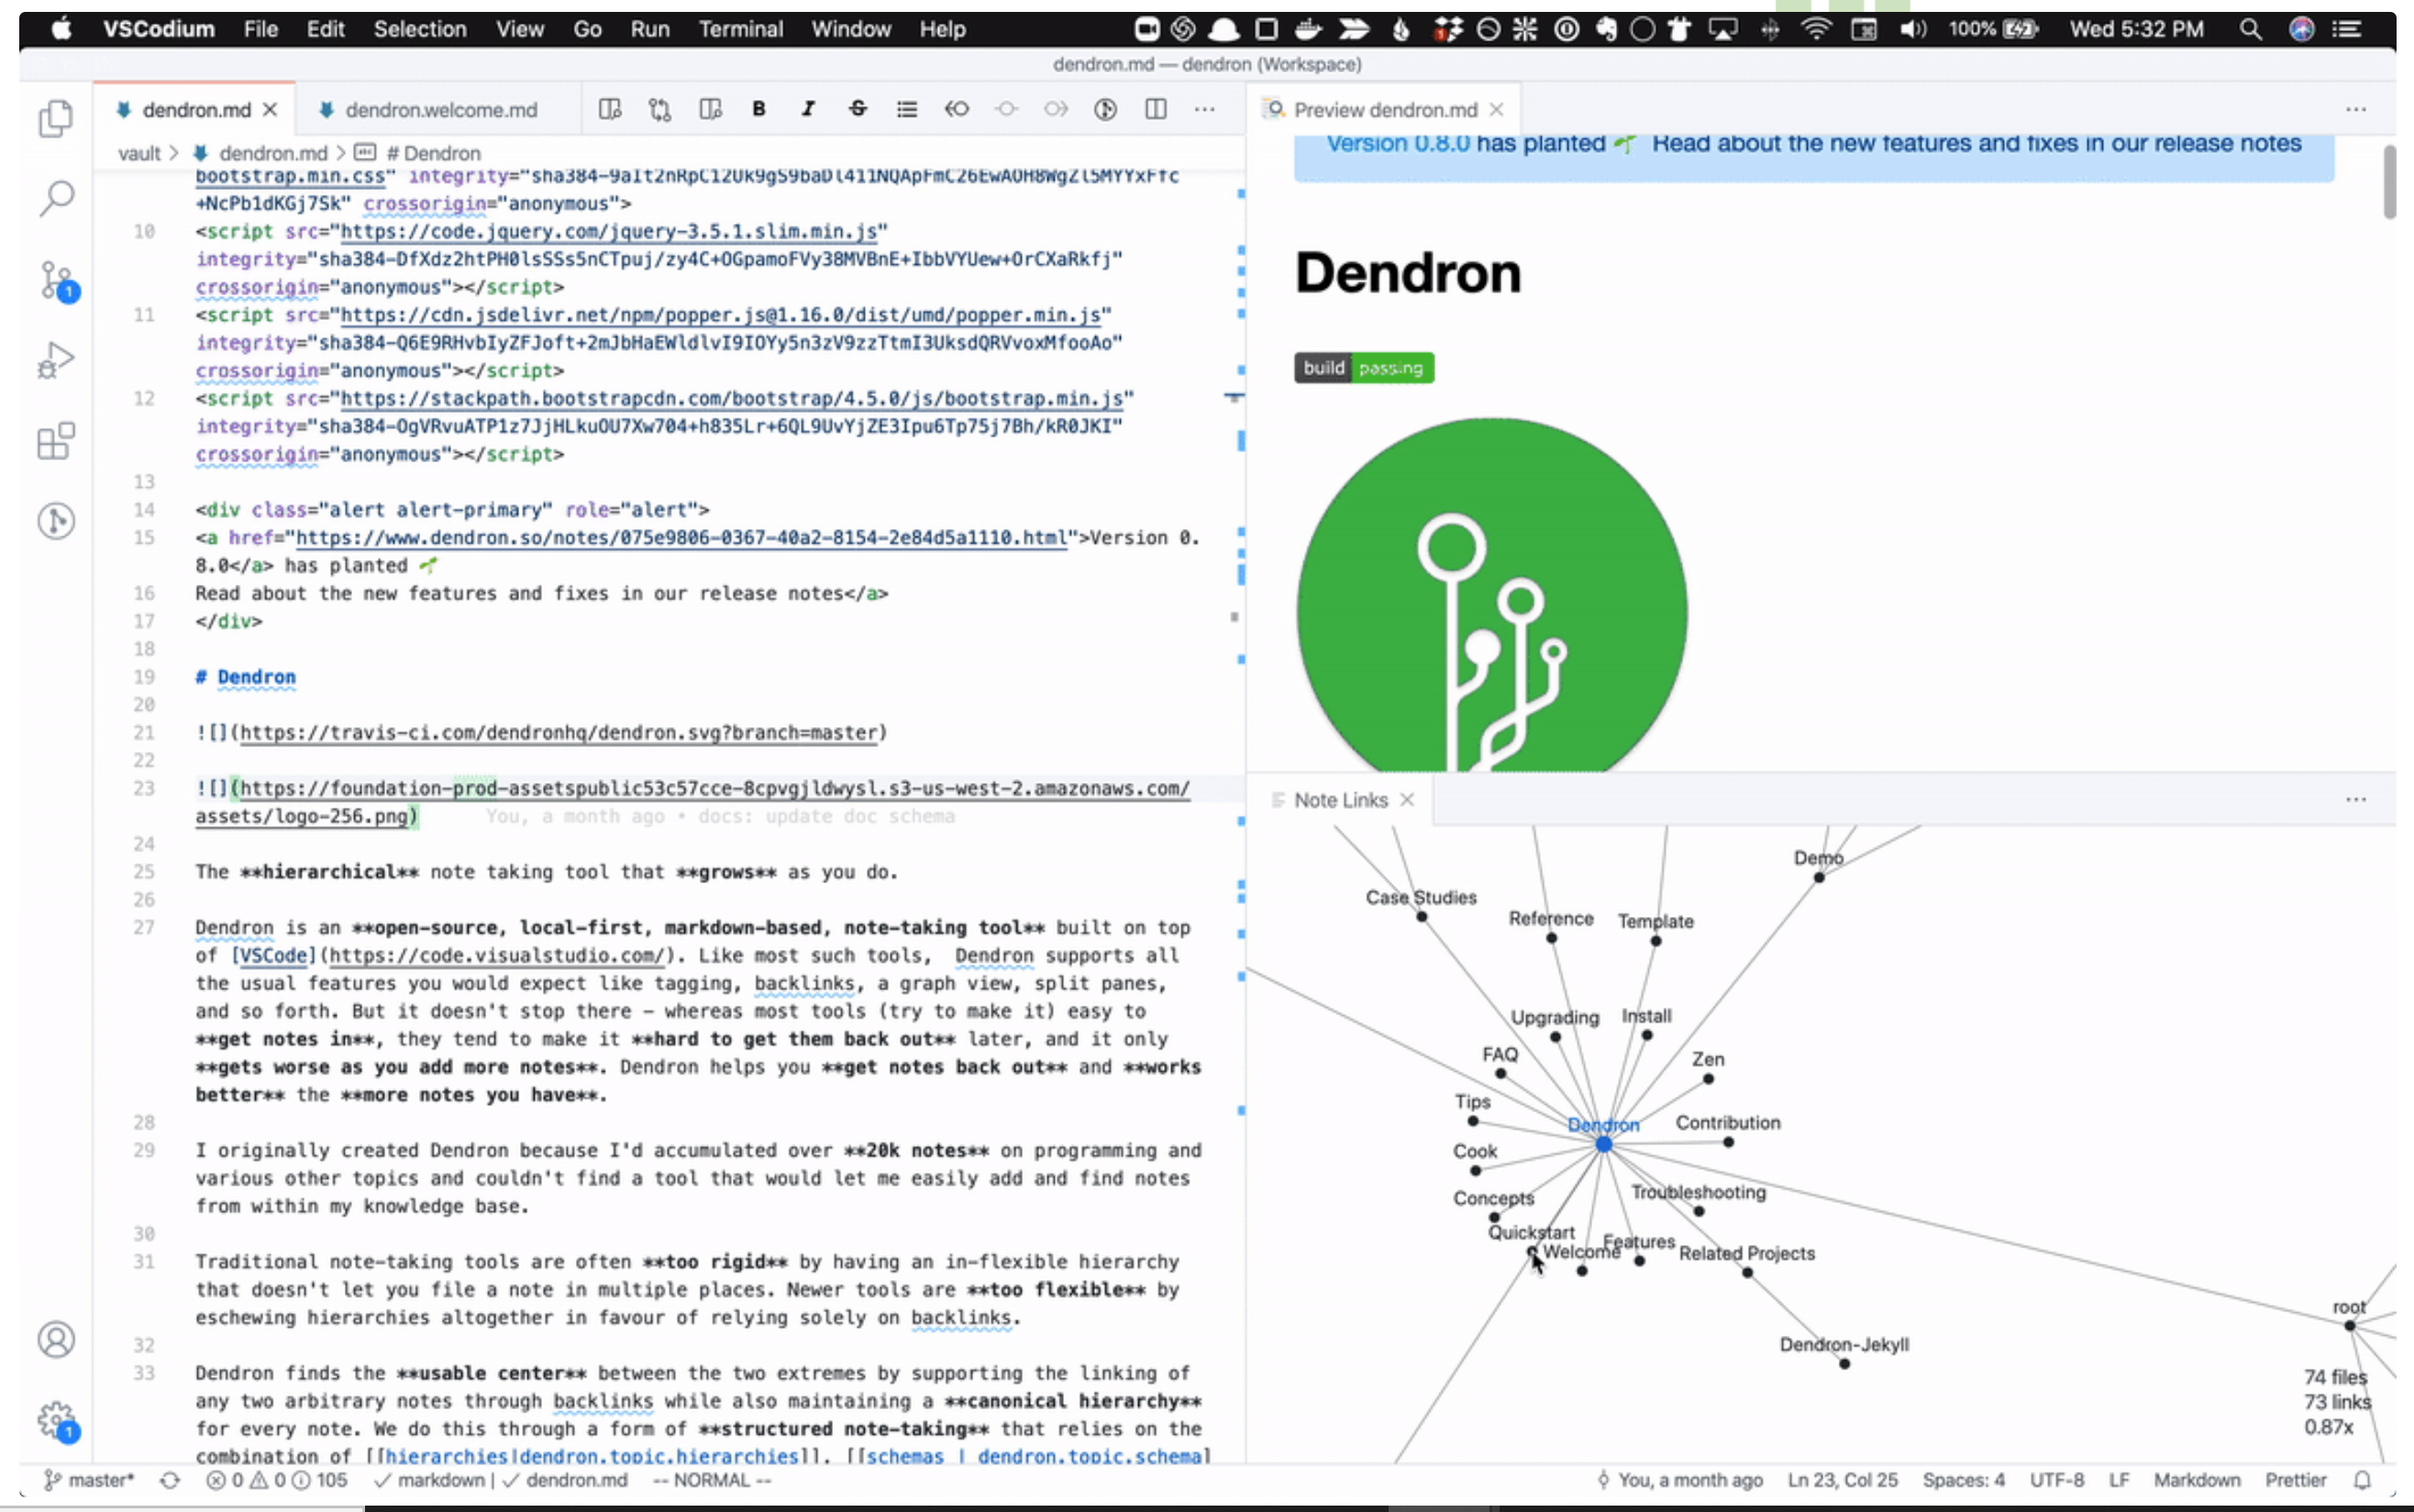 VSCodium File Edit Selection View Go Run Terminal Window Help 100% Wed 5:32 PM
dendron.md — dendron (Workspace)
dendron.md dendron.welcome.md
vault > dendron.md > # Dendron
bootstrap.min.css" integrity="
+NcPb1dKGj7Sk" crossorigin="anonymous">
10 <script src="https://code.jquery.com/jquery-3.5.1.slim.min.js"
integrity="sha384-DfXdz2htPH0lsSSs5nCTpuj/zy4C+OGpamoFVy38MVBnE+IbbVYUew+OrCXaRkfj"
crossorigin="anonymous"></script>
11 <script src="https://cdn.jsdelivr.net/npm/popper.js@1.16.0/dist/umd/popper.min.js"
integrity="sha384-Q6E9RHvbIyZFJoft+2mJbHaEWldlvI9IOYy5n3zV9zzTtmI3UksdQRVvoxMfooAo"
crossorigin="anonymous"></script>
12 <script src="https://stackpath.bootstrapcdn.com/bootstrap/4.5.0/js/bootstrap.min.js"
integrity="sha384-OgVRvuATP1z7JjHLkuOU7Xw704+h835Lr+6QL9UvYjZE3Ipu6Tp75j7Bh/kR0JKI"
crossorigin="anonymous"></script>
13
14 <div class="alert alert-primary" role="alert">
15 <a href="https://www.dendron.so/notes/075e9806-0367-40a2-8154-2e84d5a1110.html">Version 0.
8.0</a> has planted 🌱
16 Read about the new features and fixes in our release notes</a>
17 </div>
18
19 # Dendron
20
21 ![](https://travis-ci.com/dendronhq/dendron.svg?branch=master)
22
23 ![](https://foundation-prod-assetspublic53c57cce-8cpvgjldwysl.s3-us-west-2.amazonaws.com/
assets/logo-256.png) You, a month ago • docs: update doc schema
24
25 The **hierarchical** note taking tool that **grows** as you do.
26
27 Dendron is an **open-source, local-first, markdown-based, note-taking tool** built on top
of [VSCode](https://code.visualstudio.com/). Like most such tools,  Dendron supports all
the usual features you would expect like tagging, backlinks, a graph view, split panes,
and so forth. But it doesn't stop there – whereas most tools (try to make it) easy to
**get notes in**, they tend to make it **hard to get them back out** later, and it only
**gets worse as you add more notes**. Dendron helps you **get notes back out** and **works
better** the **more notes you have**.
28
29 I originally created Dendron because I'd accumulated over **20k notes** on programming and
various other topics and couldn't find a tool that would let me easily add and find notes
from within my knowledge base.
30
31 Traditional note-taking tools are often **too rigid** by having an in-flexible hierarchy
that doesn't let you file a note in multiple places. Newer tools are **too flexible** by
eschewing hierarchies altogether in favour of relying solely on backlinks.
32
33 Dendron finds the **usable center** between the two extremes by supporting the linking of
any two arbitrary notes through backlinks while also maintaining a **canonical hierarchy**
for every note. We do this through a form of **structured note-taking** that relies on the
combination of [[hierarchies|dendron.topic.hierarchies]], [[schemas | dendron.topic.schema]
Preview dendron.md
Version 0.8.0 has planted 🌱 Read about the new features and fixes in our release notes
Dendron
build passing
Note Links
Demo
Case Studies
Reference
Template
Upgrading
Install
FAQ
Zen
Tips
Dendron
Contribution
Cook
Troubleshooting
Concepts
Quickstart
Welcome
Features
Related Projects
root
Dendron-Jekyll
74 files
73 links
0.87x
1
1
master* 0 0 105 markdown | dendron.md -- NORMAL -- You, a month ago Ln 23, Col 25 Spaces: 4 UTF-8 LF Markdown Prettier